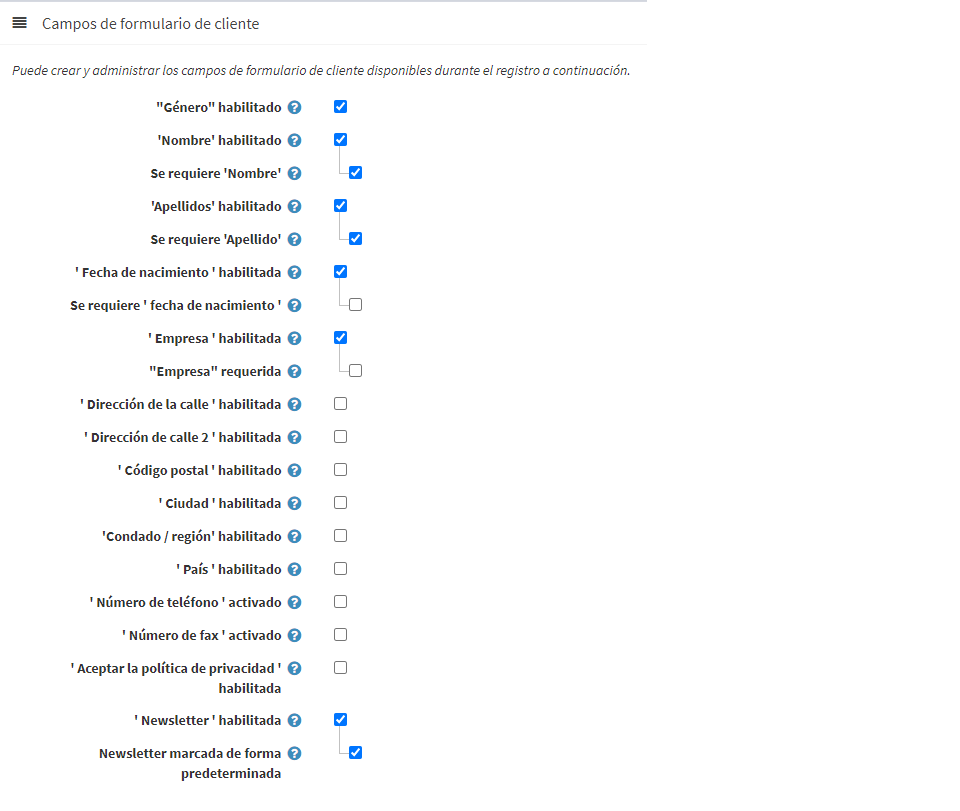 Campos de formulario de cliente
Puede crear y administrar los campos de formulario de cliente disponibles durante el registro a continuación.
"Género" habilitado
'Nombre' habilitado
Se requiere 'Nombre'
'Apellidos' habilitado
Se requiere 'Apellido'
' Fecha de nacimiento ' habilitada
Se requiere ' fecha de nacimiento '
' Empresa ' habilitada
"Empresa" requerida
' Dirección de la calle ' habilitada
' Dirección de calle 2 ' habilitada
' Código postal ' habilitado
' Ciudad ' habilitada
'Condado / región' habilitado
' País ' habilitado
' Número de teléfono ' activado
' Número de fax ' activado
' Aceptar la política de privacidad '
habilitada
' Newsletter ' habilitada
Newsletter marcada de forma
predeterminada